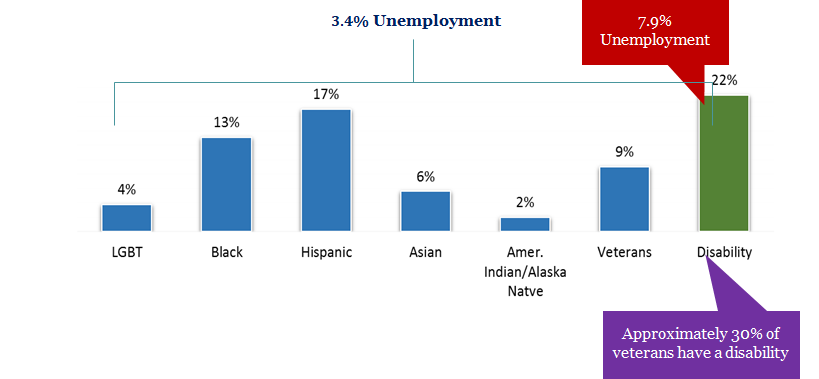 3.4% Unemployment
7.9%
Unemployment
4%
13%
17%
6%
2%
9%
22%
LGBT
Black
Hispanic
Asian
Amer.
Indian/Alaska
Natve
Veterans
Disability
Approximately 30% of
veterans have a disability